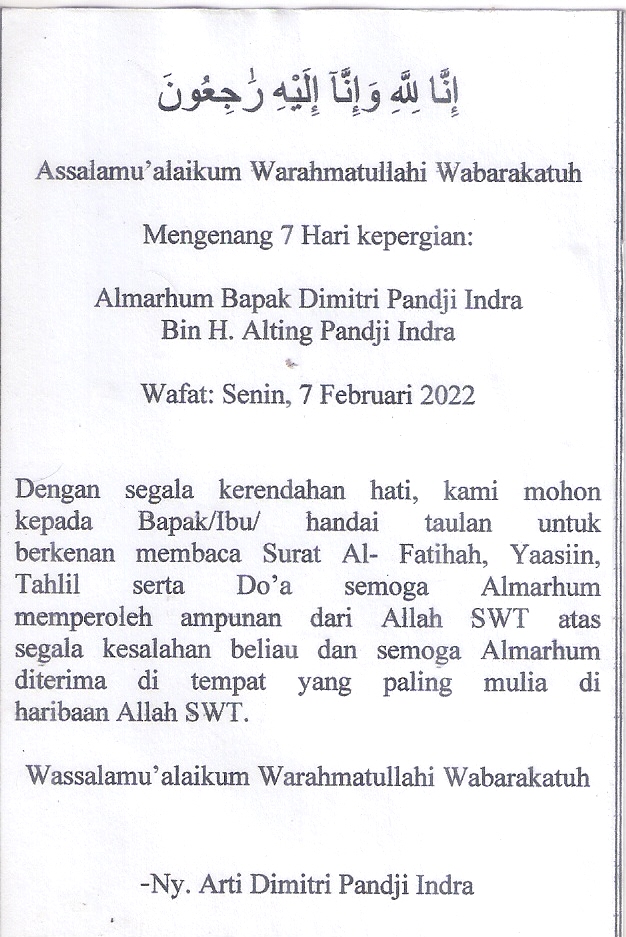 إِنَّا لِلَّهِ وَإِنَّآ إِلَيْهِ رَٰجِعُونَ
Assalamu’alaikum Warahmatullahi Wabarakatuh
Mengenang 7 Hari kepergian:
Almarhum Bapak Dimitri Pandji Indra
Bin H. Alting Pandji Indra
Wafat: Senin, 7 Februari 2022
Dengan segala kerendahan hati, kami mohon
kepada Bapak/Ibu/ handai taulan untuk
berkenan membaca Surat Al- Fatihah, Yaasiin,
Tahlil serta Do’a semoga Almarhum
memperoleh ampunan dari Allah SWT atas
segala kesalahan beliau dan semoga Almarhum
diterima di tempat yang paling mulia di
haribaan Allah SWT.
Wassalamu’alaikum Warahmatullahi Wabarakatuh
-Ny. Arti Dimitri Pandji Indra